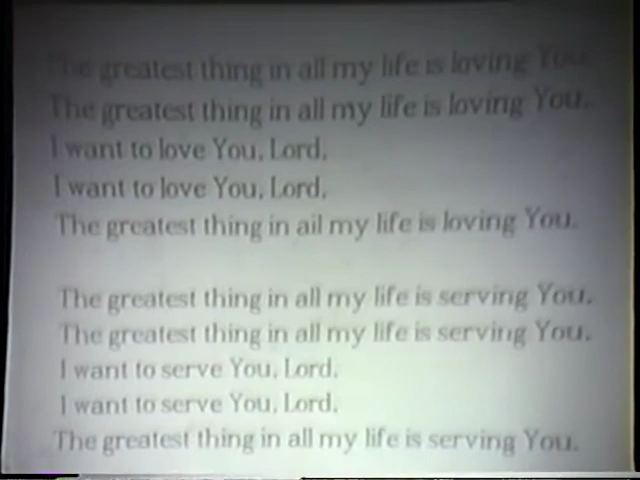 The greatest thing in all my life is loving You.
The greatest thing in all my life is loving You.
I want to love You, Lord,
I want to love You, Lord,
The greatest thing in ail my life is loving You.
The greatest thing in all my life is serving You.
The greatest thing in all my life is serving You.
I want to serve You, Lord,
I want to serve You, Lord,
The greatest thing in all my life is serving You.